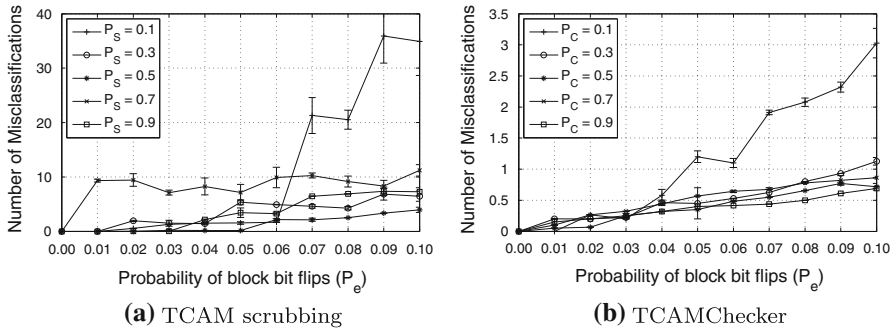 40
30
20
10
0
Number of Misclassifications
P_S = 0.1
P_S = 0.3
P_S = 0.5
P_S = 0.7
P_S = 0.9
0.00 0.01 0.02 0.03 0.04 0.05 0.06 0.07 0.08 0.09 0.10
Probability of block bit flips (P_e)
(a) TCAM scrubbing
3.5
3
2.5
2
1.5
1
0.5
0
Number of Misclassifications
P_C = 0.1
P_C = 0.3
P_C = 0.5
P_C = 0.7
P_C = 0.9
0.00 0.01 0.02 0.03 0.04 0.05 0.06 0.07 0.08 0.09 0.10
Probability of block bit flips (P_e)
(b) TCAMChecker